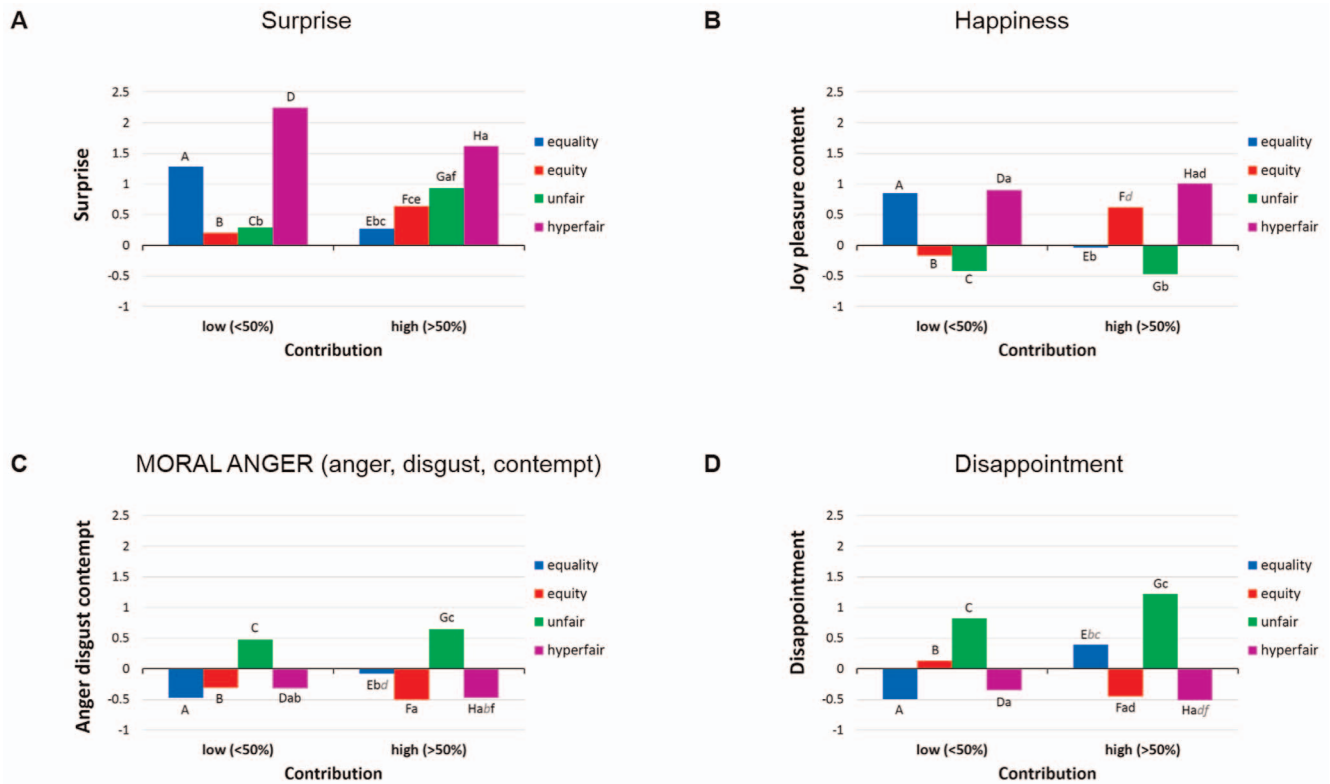 A Surprise
2.5
2
1.5
1
0.5
0
-0.5
-1
Surprise
A
B
Cb
D
Ebc
Fce
Gaf
Ha
low (<50%) high (>50%)
Contribution
equality
equity
unfair
hyperfair
B Happiness
2.5
2
1.5
1
0.5
0
-0.5
-1
Joy pleasure content
A
B
C
Da
Eb
Fd
Gb
Had
low (<50%) high (>50%)
Contribution
equality
equity
unfair
hyperfair
C MORAL ANGER (anger, disgust, contempt)
2.5
2
1.5
1
0.5
0
-0.5
-1
Anger disgust contempt
A
B
C
Dab
Ebd
Fa
Gc
Habf
low (<50%) high (>50%)
Contribution
equality
equity
unfair
hyperfair
D Disappointment
2.5
2
1.5
1
0.5
0
-0.5
-1
Disappointment
A
B
C
Da
Ebc
Fad
Gc
Hadf
low (<50%) high (>50%)
Contribution
equality
equity
unfair
hyperfair